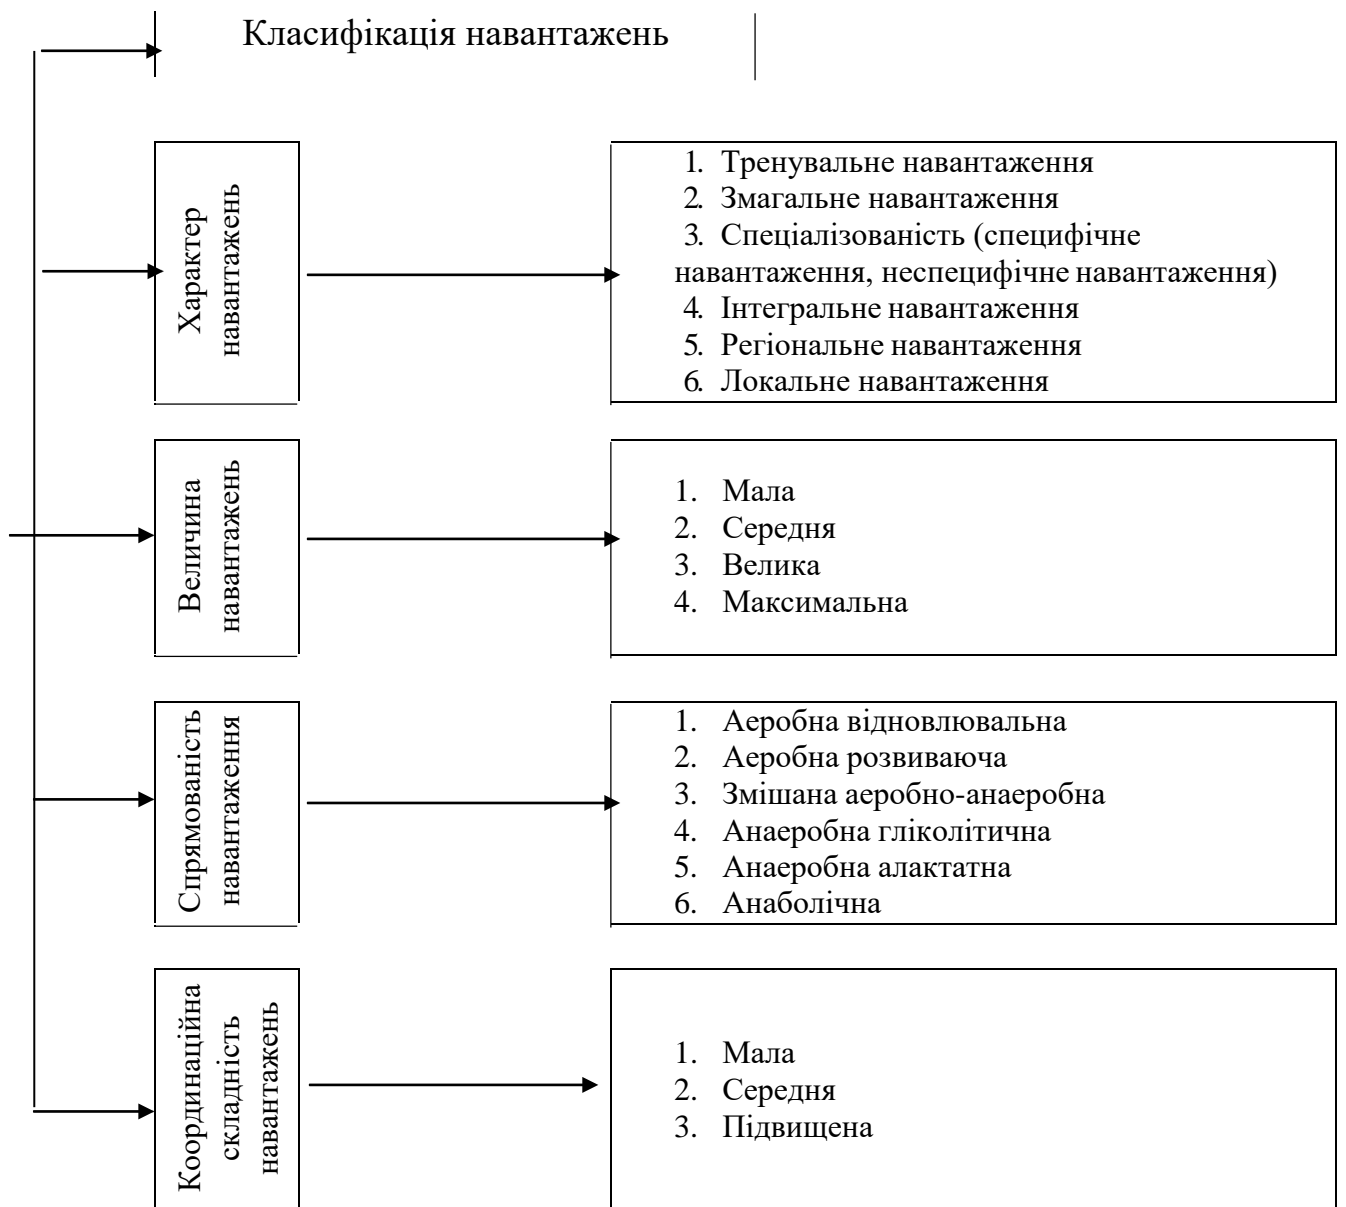 Класифікація навантажень
Характер
навантажень
1. Тренувальне навантаження
2. Змагальне навантаження
3. Спеціалізованість (специфічне
навантаження, неспецифічне навантаження)
4. Інтегральне навантаження
5. Регіональне навантаження
6. Локальне навантаження
Величина
навантажень
1. Мала
2. Середня
3. Велика
4. Максимальна
Спрямованість
навантаження
1. Аеробна відновлювальна
2. Аеробна розвиваюча
3. Змішана аеробно-анаеробна
4. Анаеробна гліколітична
5. Анаеробна алактатна
6. Анаболічна
Координаційна
складність
навантажень
1. Мала
2. Середня
3. Підвищена